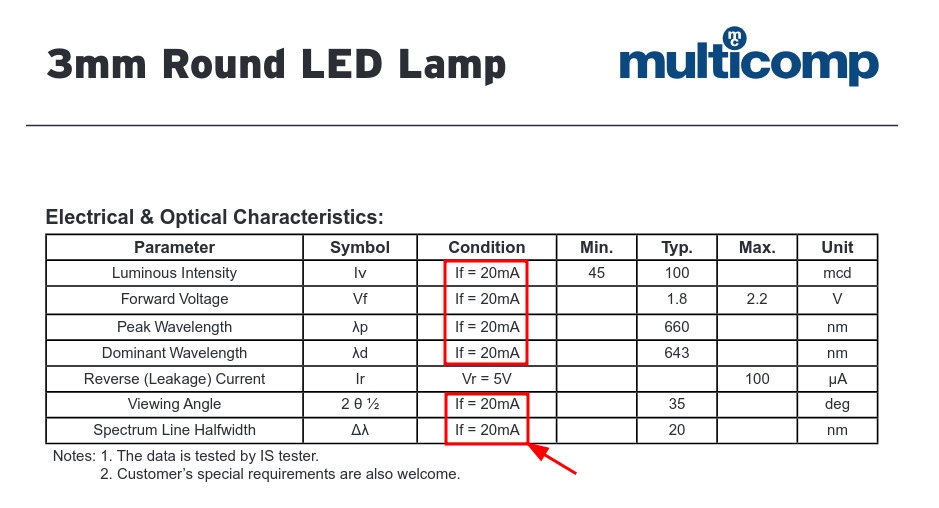 3mm Round LED Lamp
mc
multicomp
Electrical & Optical Characteristics:
Parameter Symbol Condition Min. Typ. Max. Unit
Luminous Intensity Iv If = 20mA 45 100 mcd
Forward Voltage Vf If = 20mA 1.8 2.2 V
Peak Wavelength λp If = 20mA 660 nm
Dominant Wavelength λd If = 20mA 643 nm
Reverse (Leakage) Current Ir Vr = 5V 100 µA
Viewing Angle 2 θ ½ If = 20mA 35 deg
Spectrum Line Halfwidth Δλ If = 20mA 20 nm
Notes: 1. The data is tested by IS tester.
2. Customer’s special requirements are also welcome.